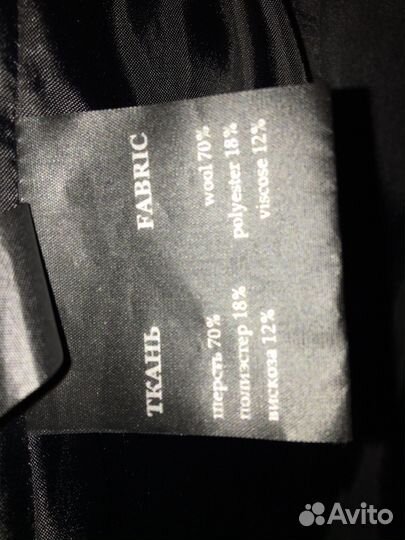 ТКАНЬ
шерсть 70%
полиэстер 18%
вискоза 12%
FABRIC
wool 70%
polyester 18%
viscose 12%
Avito